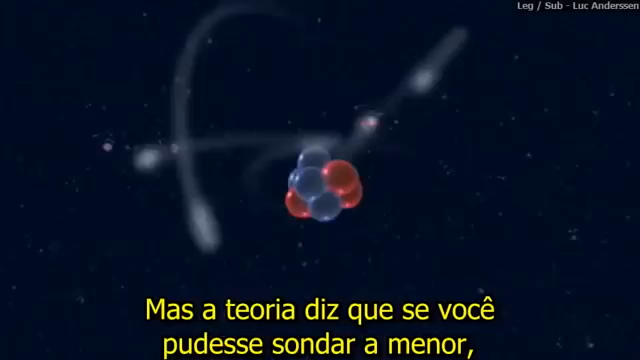 Leg / Sub - Luc Anderssen
Mas a teoria diz que se você
pudesse sondar a menor,